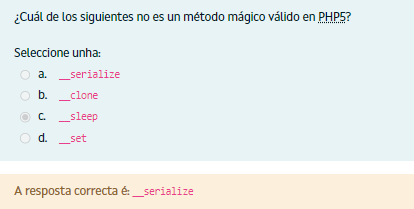 ¿Cuál de los siguientes no es un método mágico válido en PHP5?
Seleccione unha:
a. __serialize
b. __clone
c. __sleep
d. __set
A resposta correcta é: __serialize